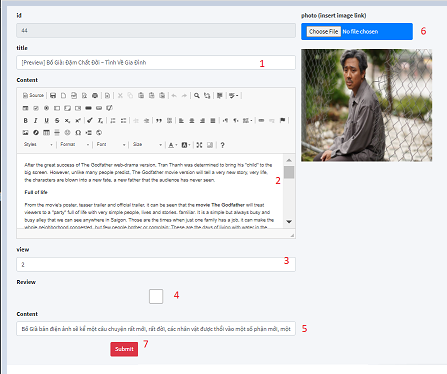 id
photo (insert image link)
44
Choose File No file chosen
6
title
[Preview] Bố Già: Đậm Chất Đời – Tình Về Gia Đình
1
Content
Source
Styles Format Font Size
After the great success of The Godfather web-drama version, Tran Thanh was determined to bring his "child" to the
big screen. However, unlike many people predict, The Godfather movie version will tell a very new story, very life,
the characters are blown into a new fate, a new father that the audience has never seen.
2
Full of life
From the movie's poster, teaser trailer and official trailer, it can be seen that the movie The Godfather will treat
viewers to a "party" full of life with very simple people, lives and stories. familiar. It is a simple but always busy and
busy alley that we can see anywhere in Saigon. Those are the times when just one family has a job, it can make the
whole neighborhood connected, but few people bother or complaint. These are the days of living with water in the
view
2
3
Review
4
Content
Bố Già bản điện ảnh sẽ kể một câu chuyện rất mới, rất đời, các nhân vật được thổi vào một số phận mới, một
5
7
Submit